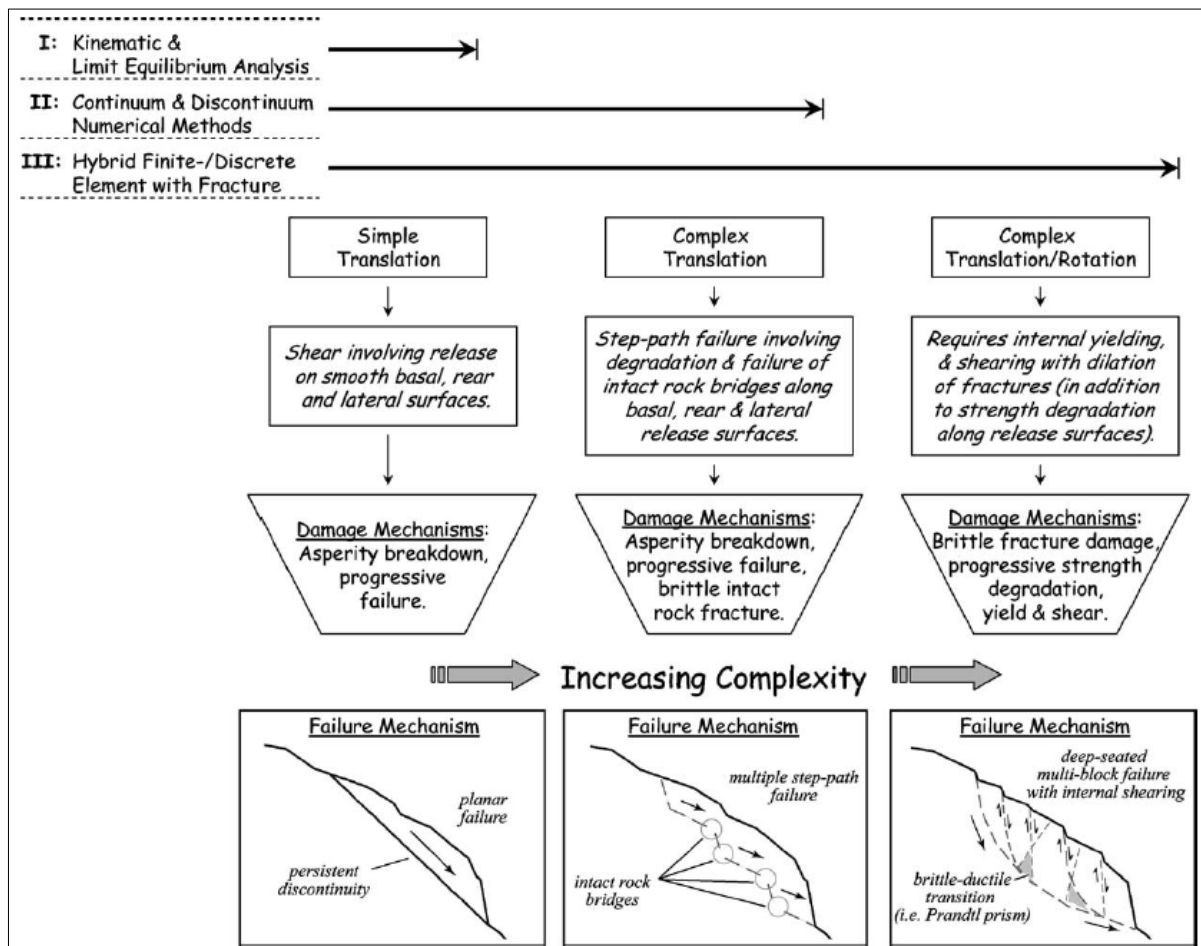 I: Kinematic &
Limit Equilibrium Analysis
II: Continuum & Discontinuum
Numerical Methods
III: Hybrid Finite-/Discrete
Element with Fracture
Simple
Translation
Shear involving release
on smooth basal, rear
and lateral surfaces.
Damage Mechanisms:
Asperity breakdown,
progressive
failure.
Complex
Translation
Step-path failure involving
degradation & failure of
intact rock bridges along
basal, rear & lateral
release surfaces.
Damage Mechanisms:
Asperity breakdown,
progressive failure,
brittle intact
rock fracture.
Complex
Translation/Rotation
Requires internal yielding,
& shearing with dilation
of fractures (in addition
to strength degradation
along release surfaces).
Damage Mechanisms:
Brittle fracture damage,
progressive strength
degradation,
yield & shear.
Increasing Complexity
Failure Mechanism
planar
failure
persistent
discontinuity
Failure Mechanism
multiple step-path
failure
intact rock
bridges
Failure Mechanism
deep-seated
multi-block failure
with internal shearing
brittle-ductile
transition
(i.e. Prandtl prism)